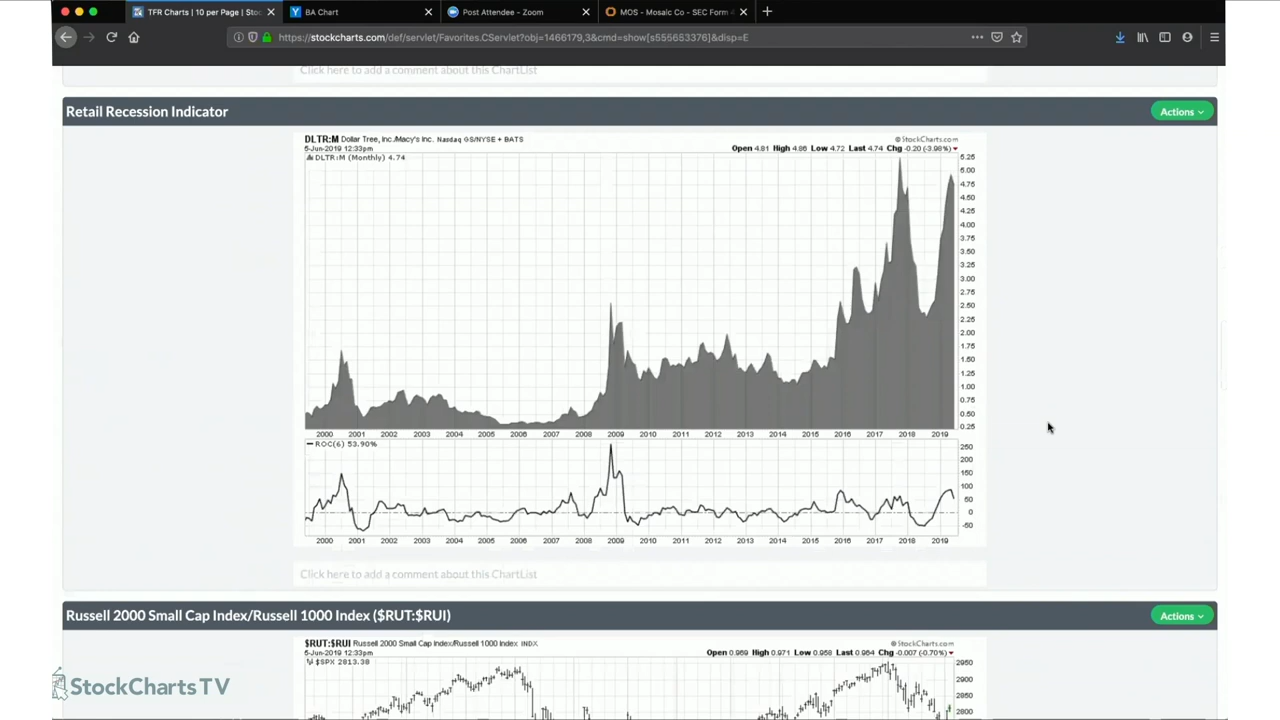 TFR Charts | 10 per Page | Stoc
BA Chart
Post Attendee - Zoom
MOS - Mosaic Co - SEC Form
https://stockcharts.com/def/servlet/Favorites.CServlet?obj=1466179,3&cmd=show[s555683376]&disp=E
Click here to add a comment about this ChartList
Retail Recession Indicator
Actions
DLTR:M Dollar Tree, Inc./Macy's Inc. Nasdaq GS/NYSE + BATS
© StockCharts.com
5-Jun-2019 12:33pm
Open 4.81 High 4.86 Low 4.72 Last 4.74 Chg -0.20 (-3.98%)
DLTR:M (Monthly) 4.74
5.25
5.00
4.75
4.50
4.25
4.00
3.75
3.50
3.25
3.00
2.75
2.50
2.25
2.00
1.75
1.50
1.25
1.00
0.75
0.50
0.25
2000 2001 2002 2003 2004 2005 2006 2007 2008 2009 2010 2011 2012 2013 2014 2015 2016 2017 2018 2019
ROC(6) 53.90%
250
200
150
100
50
0
-50
2000 2001 2002 2003 2004 2005 2006 2007 2008 2009 2010 2011 2012 2013 2014 2015 2016 2017 2018 2019
Click here to add a comment about this ChartList
Russell 2000 Small Cap Index/Russell 1000 Index ($RUT:$RUI)
Actions
$RUT:$RUI Russell 2000 Small Cap Index/Russell 1000 Index INDX
© StockCharts.com
5-Jun-2019 12:33pm
Open 0.969 High 0.971 Low 0.958 Last 0.964 Chg -0.007 (-0.70%)
$SPX 2813.38
2950
2850
2800
StockCharts TV